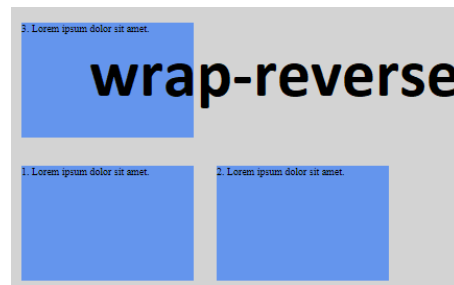 3. Lorem ipsum dolor sit amet.
wrap-reverse
1. Lorem ipsum dolor sit amet.
2. Lorem ipsum dolor sit amet.